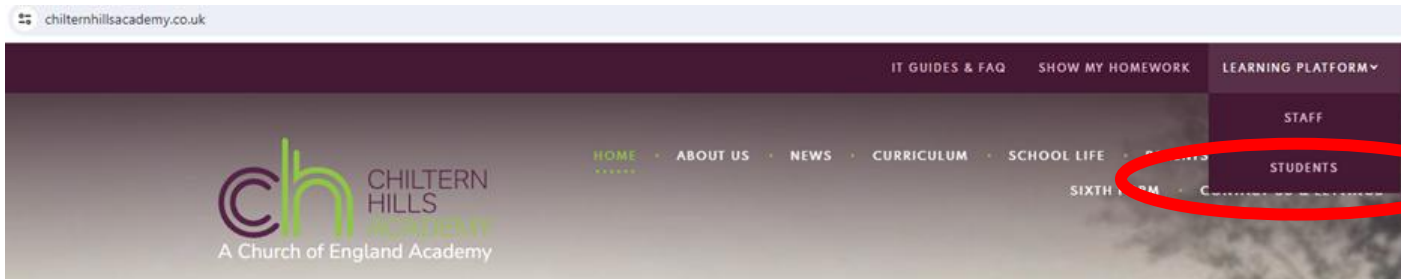 chilternhillsacademy.co.uk
IT GUIDES & FAQ SHOW MY HOMEWORK LEARNING PLATFORM
STAFF
HOME ABOUT US NEWS CURRICULUM SCHOOL LIFE
STUDENTS
SIXTH
CHILTERN
HILLS
ACADEMY
A Church of England Academy